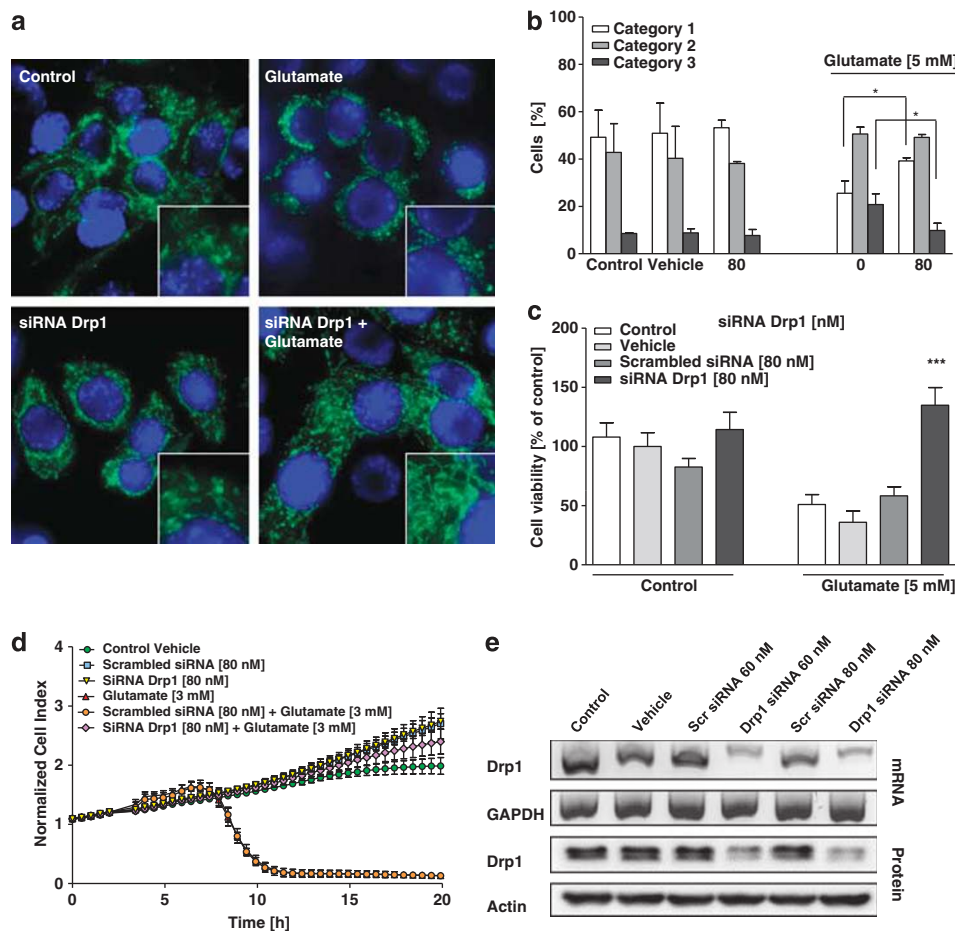 a
Control
Glutamate
siRNA Drp1
siRNA Drp1 +
Glutamate
b
Category 1
Category 2
Category 3
Glutamate [5 mM]
* *
Cells [%]
100
80
60
40
20
0
Control Vehicle 80 0 80
siRNA Drp1 [nM]
c
Control
Vehicle
Scrambled siRNA [80 nM]
siRNA Drp1 [80 nM]
***
Cell viability [% of control]
200
150
100
50
0
Control Glutamate [5 mM]
d
Control Vehicle
Scrambled siRNA [80 nM]
SiRNA Drp1 [80 nM]
Glutamate [3 mM]
Scrambled siRNA [80 nM] + Glutamate [3 mM]
SiRNA Drp1 [80 nM] + Glutamate [3 mM]
Normalized Cell Index
4
3
2
1
0
0 5 10 15 20
Time [h]
e
Control
Vehicle
Scr siRNA 60 nM
Drp1 siRNA 60 nM
Scr siRNA 80 nM
Drp1 siRNA 80 nM
Drp1
GAPDH
mRNA
Drp1
Actin
Protein